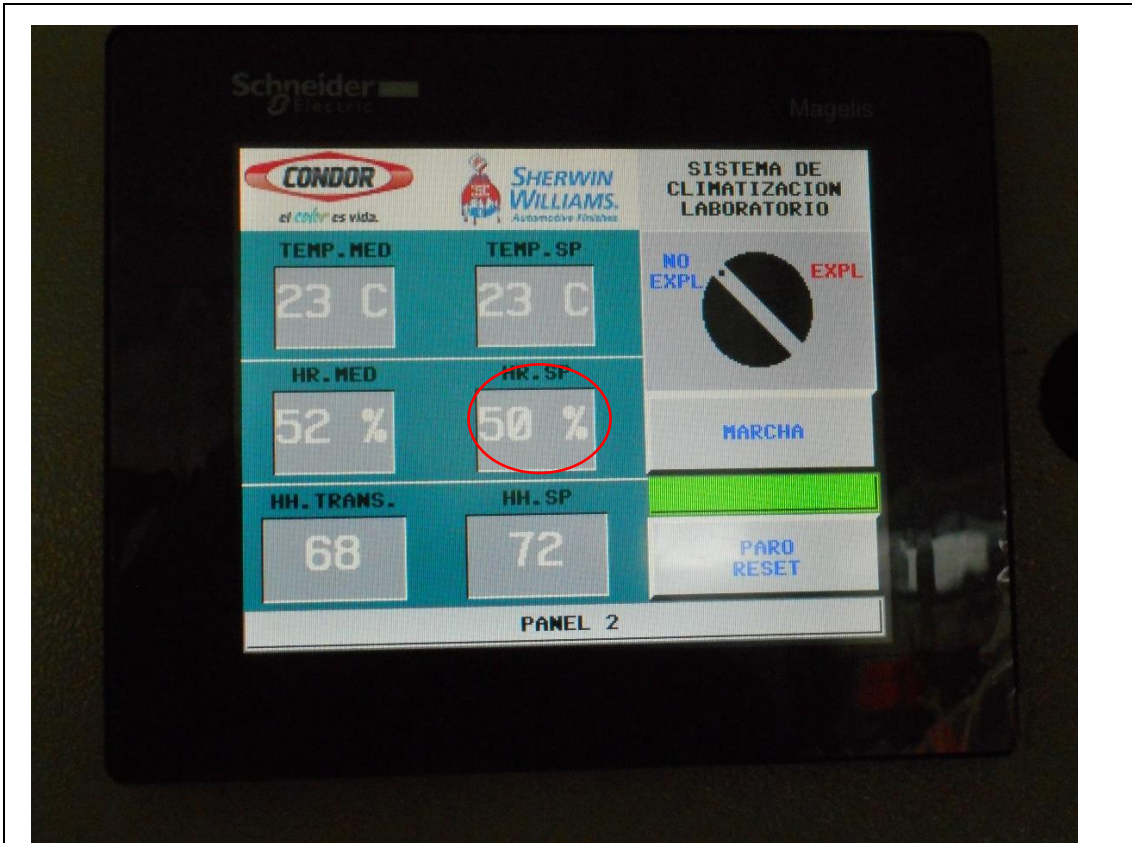 Schneider
Electric
Magelis
CONDOR
el color es vida.
SHERWIN
WILLIAMS.
Automotive Finishes
SISTEMA DE
CLIMATIZACION
LABORATORIO
TEMP.MED
TEMP.SP
23 C
23 C
NO
EXPL
EXPL
HR.MED
HR.SP
52 %
50 %
MARCHA
HH.TRANS.
HH.SP
68
72
PARO
RESET
PANEL 2